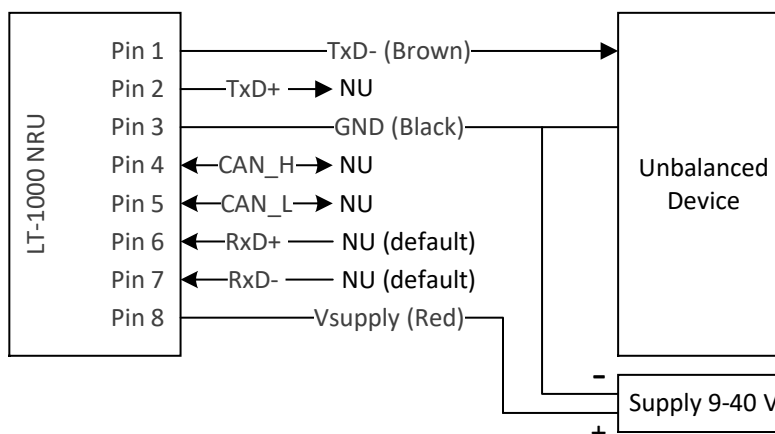 LT-1000 NRU
Pin 1 TxD- (Brown)
Pin 2 TxD+ NU
Pin 3 GND (Black)
Pin 4 CAN_H NU
Pin 5 CAN_L NU
Pin 6 RxD+ NU (default)
Pin 7 RxD- NU (default)
Pin 8 Vsupply (Red)
Unbalanced
Device
-
Supply 9-40 V
+